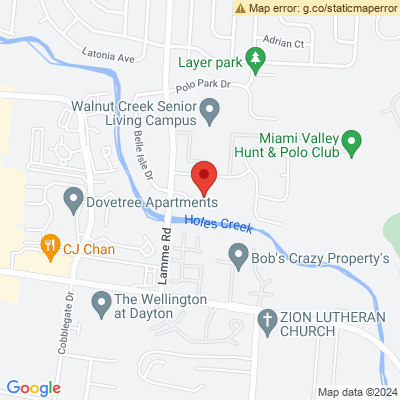 Map error: g.co/staticmaperror
Adrian Ct
Latonia Ave
Layer park
Polo Park Dr
Walnut Creek Senior
Living Campus
Miami Valley
Hunt & Polo Club
Belle Isle Dr
Dovetree Apartments
Holes Creek
Lamme Rd
CJ Chan
Bob's Crazy Property's
The Wellington
at Dayton
Cobblegate Dr
ZION LUTHERAN
CHURCH
Google
Map data ©2024